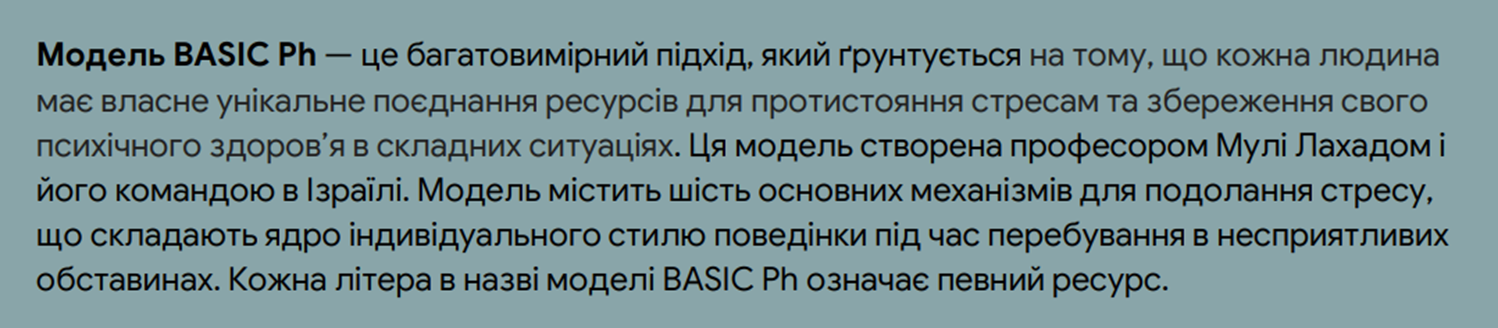 Модель BASIC Ph — це багатовимірний підхід, який ґрунтується на тому, що кожна людина
має власне унікальне поєднання ресурсів для протистояння стресам та збереження свого
психічного здоров’я в складних ситуаціях. Ця модель створена професором Мулі Лахадом і
його командою в Ізраїлі. Модель містить шість основних механізмів для подолання стресу,
що складають ядро індивідуального стилю поведінки під час перебування в несприятливих
обставинах. Кожна літера в назві моделі BASIC Ph означає певний ресурс.